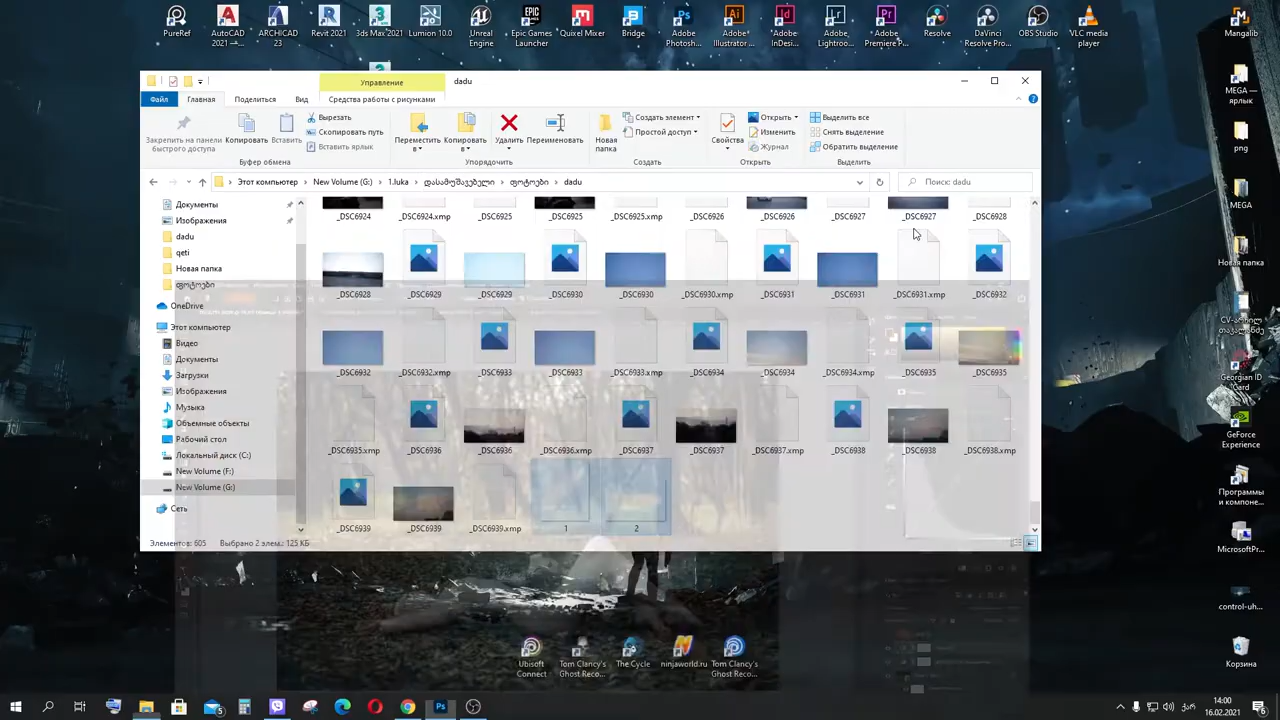 PureRef
AutoCAD 2021 —...
ARCHICAD 23
Revit 2021
3ds Max 2021
Lumion 10.0
Unreal Engine
Epic Games Launcher
Quixel Mixer
Bridge
Adobe Photosh...
Adobe Illustrator ...
Adobe InDesi...
Adobe Lightroo...
Adobe Premiere P...
Resolve
DaVinci Resolve Pro...
OBS Studio
VLC media player
Mangalib
MEGA — ярлык
png
MEGA
Новая папка
Georgian ID Card
GeForce Experience
Программы и компоне...
MicrosoftPr...
control-uh...
Корзина
Управление
dadu
Файл
Главная
Поделиться
Вид
Средства работы с рисунками
Закрепить на панели быстрого доступа
Копировать
Вставить
Вырезать
Скопировать путь
Вставить ярлык
Буфер обмена
Переместить в
Копировать в
Удалить
Переименовать
Упорядочить
Новая папка
Создать элемент
Простой доступ
Создать
Свойства
Открыть
Изменить
Журнал
Открыть
Выделить все
Снять выделение
Обратить выделение
Выделить
Этот компьютер
New Volume (G:)
1.luka
დასამუშავებელი
ფოტოები
dadu
Поиск: dadu
Документы
Изображения
dadu
qeti
Новая папка
ფოტოები
OneDrive
Этот компьютер
Видео
Документы
Загрузки
Изображения
Музыка
Объемные объекты
Рабочий стол
Локальный диск (C:)
New Volume (F:)
New Volume (G:)
Сеть
_DSC6924
_DSC6924.xmp
_DSC6925
_DSC6925
_DSC6925.xmp
_DSC6926
_DSC6926
_DSC6927
_DSC6927
_DSC6928
_DSC6928
_DSC6929
_DSC6929
_DSC6930
_DSC6930
_DSC6930.xmp
_DSC6931
_DSC6931
_DSC6931.xmp
_DSC6932
_DSC6932
_DSC6932.xmp
_DSC6933
_DSC6933
_DSC6933.xmp
_DSC6934
_DSC6934
_DSC6934.xmp
_DSC6935
_DSC6935
_DSC6935.xmp
_DSC6936
_DSC6936
_DSC6936.xmp
_DSC6937
_DSC6937
_DSC6937.xmp
_DSC6938
_DSC6938
_DSC6938.xmp
_DSC6939
_DSC6939
_DSC6939.xmp
1
2
Элементов: 605
Выбрано 2 элем.: 125 КБ
Ubisoft Connect
Tom Clancy's Ghost Reco...
The Cycle
ninjaworld.ru
Tom Clancy's Ghost Reco...
14:00
16.02.2021